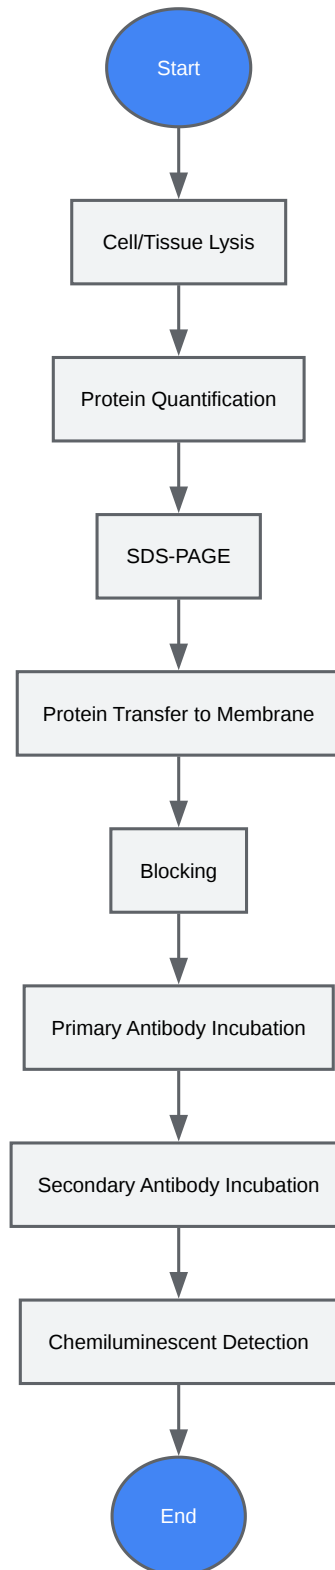 Start
Cell/Tissue Lysis
Protein Quantification
SDS-PAGE
Protein Transfer to Membrane
Blocking
Primary Antibody Incubation
Secondary Antibody Incubation
Chemiluminescent Detection
End